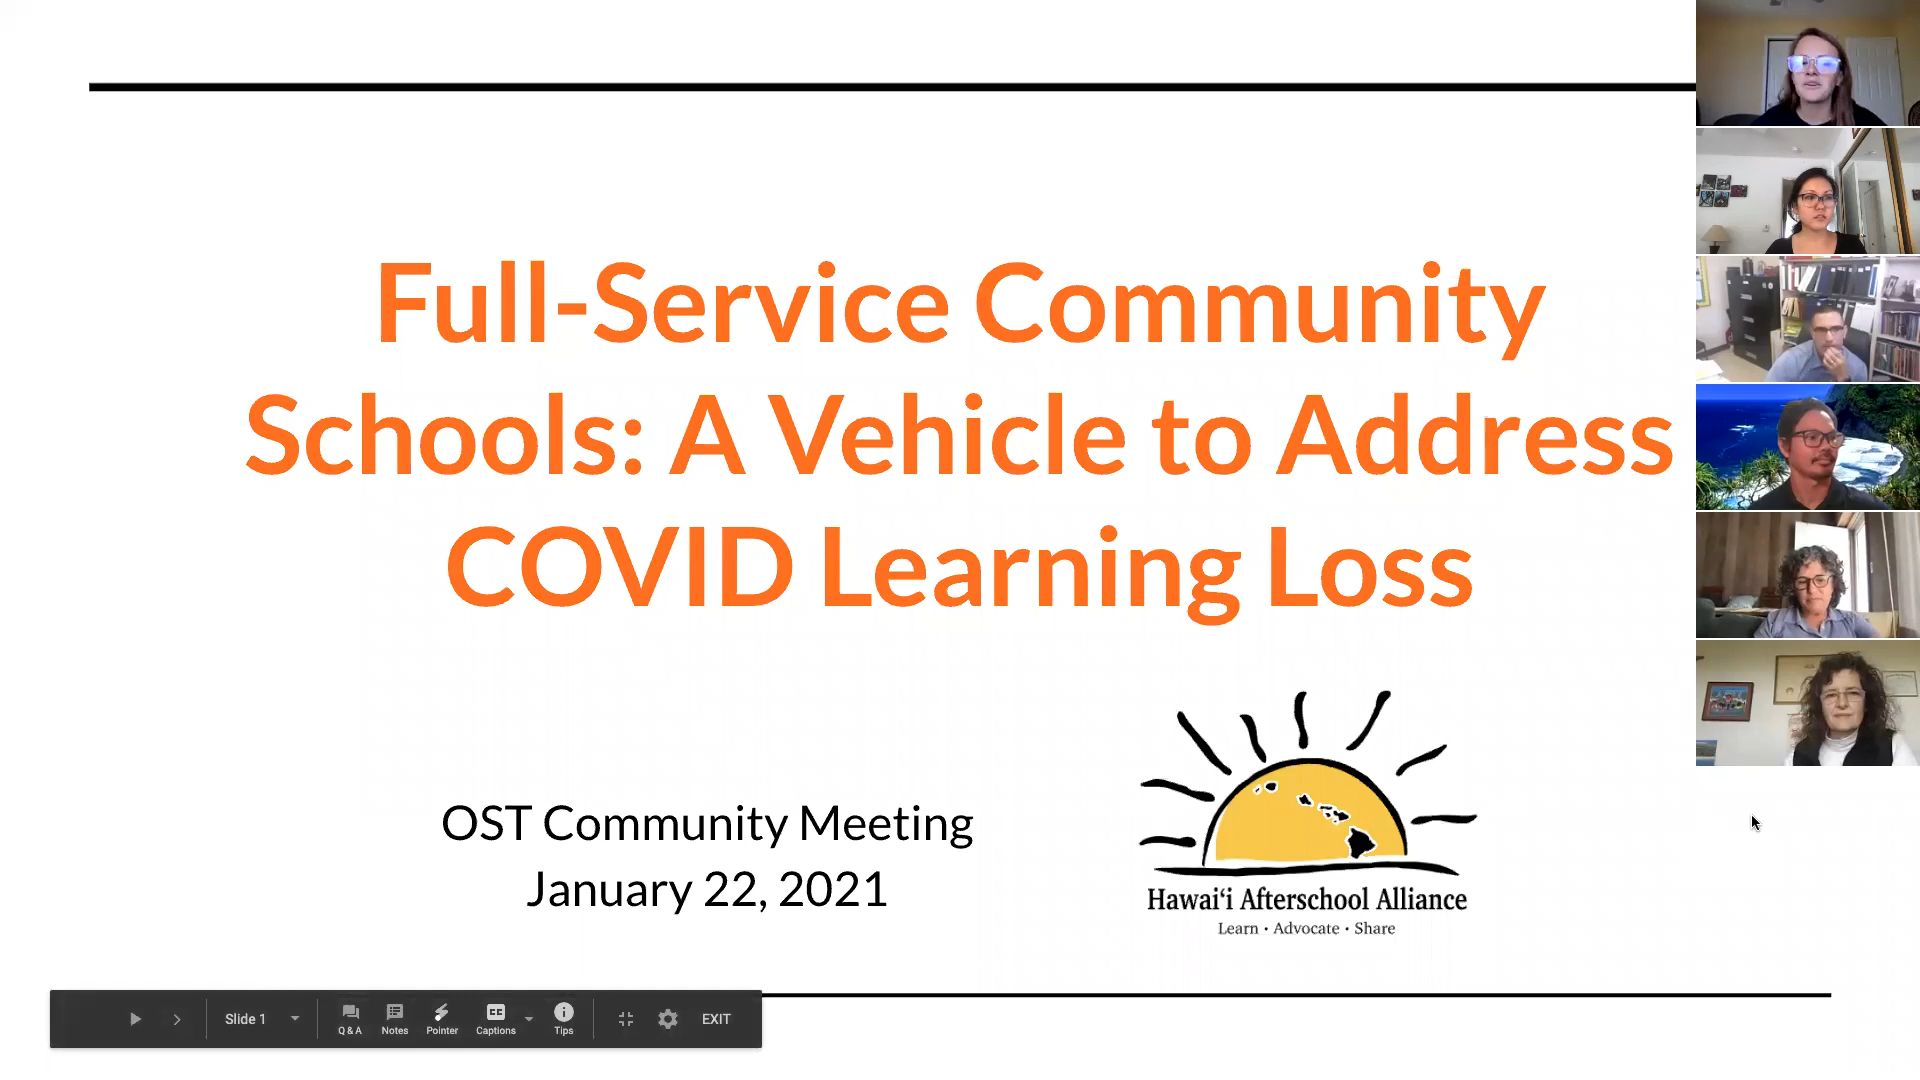 Full-Service Community
Schools: A Vehicle to Address
COVID Learning Loss
OST Community Meeting
January 22, 2021
Hawai‘i Afterschool Alliance
Learn • Advocate • Share
Slide 1
Q & A
Notes
Pointer
Captions
Tips
EXIT